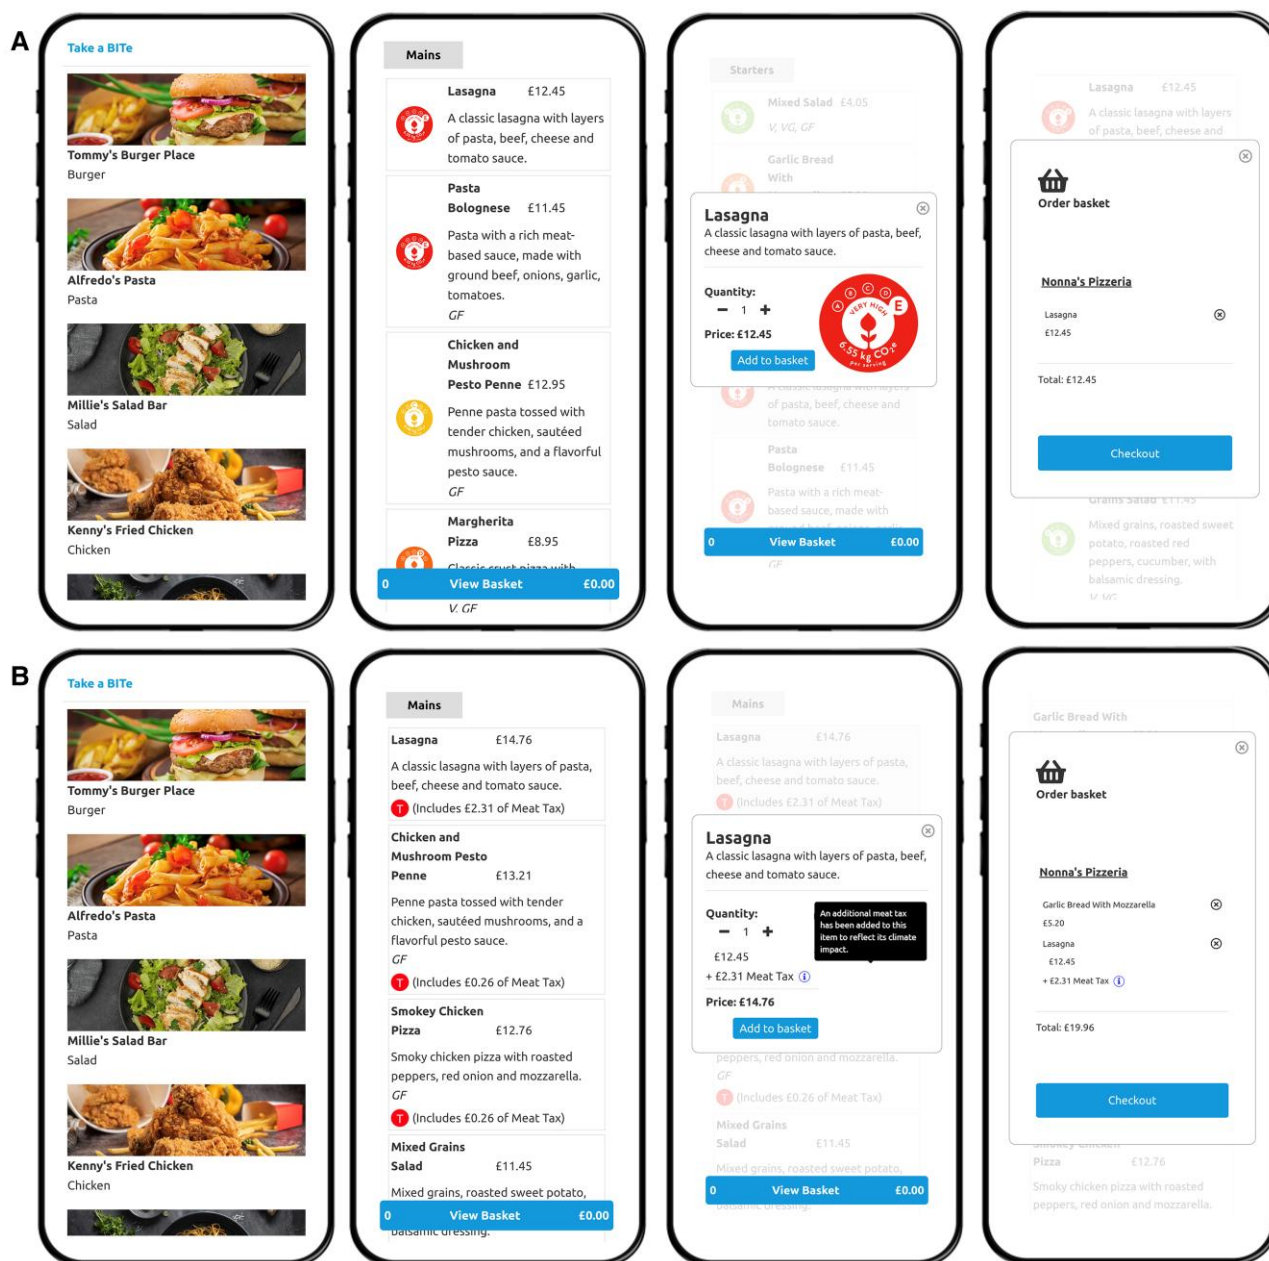 A
Take a BITe
Tommy's Burger Place
Burger
Alfredo's Pasta
Pasta
Millie's Salad Bar
Salad
Kenny's Fried Chicken
Chicken
Mains
Lasagna £12.45
A classic lasagna with layers
of pasta, beef, cheese and
tomato sauce.
Pasta
Bolognese £11.45
Pasta with a rich meat-
based sauce, made with
ground beef, onions, garlic,
tomatoes.
GF
Chicken and
Mushroom
Pesto Penne £12.95
Penne pasta tossed with
tender chicken, sautéed
mushrooms, and a flavorful
pesto sauce.
GF
Margherita
Pizza £8.95
Classic crust pizza with
0 View Basket £0.00
V, GF
Starters
Mixed Salad £4.05
V, VG, GF
Garlic Bread
With
Lasagna
A classic lasagna with layers of pasta, beef,
cheese and tomato sauce.
Quantity:
1
Price: £12.45
Add to basket
A B C D E
VERY HIGH
6.55 kg CO2e
per serving
A classic lasagna with layers
of pasta, beef, cheese and
tomato sauce.
Pasta
Bolognese £11.45
Pasta with a rich meat-
based sauce, made with
ground beef, onions, garlic,
0 View Basket £0.00
GF
Lasagna £12.45
A classic lasagna with layers
of pasta, beef, cheese and
Order basket
Nonna's Pizzeria
Lasagna
£12.45
Total: £12.45
Checkout
Grains Salad £11.45
Mixed grains, roasted sweet
potato, roasted red
peppers, cucumber, with
balsamic dressing.
V, VG
B
Take a BITe
Tommy's Burger Place
Burger
Alfredo's Pasta
Pasta
Millie's Salad Bar
Salad
Kenny's Fried Chicken
Chicken
Mains
Lasagna £14.76
A classic lasagna with layers of pasta,
beef, cheese and tomato sauce.
T (Includes £2.31 of Meat Tax)
Chicken and
Mushroom Pesto
Penne £13.21
Penne pasta tossed with tender
chicken, sautéed mushrooms, and a
flavorful pesto sauce.
GF
T (Includes £0.26 of Meat Tax)
Smokey Chicken
Pizza £12.76
Smoky chicken pizza with roasted
peppers, red onion and mozzarella.
GF
T (Includes £0.26 of Meat Tax)
Mixed Grains
Salad £11.45
Mixed grains, roasted sweet potato,
0 View Basket £0.00
balsamic dressing.
Mains
Lasagna £14.76
A classic lasagna with layers of pasta,
beef, cheese and tomato sauce.
T (Includes £2.31 of Meat Tax)
Lasagna
A classic lasagna with layers of pasta, beef,
cheese and tomato sauce.
Quantity:
1
An additional meat tax
has been added to this
item to reflect its climate
impact.
£12.45
+ £2.31 Meat Tax i
Price: £14.76
Add to basket
peppers, red onion and mozzarella.
GF
T (Includes £0.26 of Meat Tax)
Mixed Grains
Salad £11.45
Mixed grains, roasted sweet potato,
0 View Basket £0.00
balsamic dressing.
Garlic Bread With
Order basket
Nonna's Pizzeria
Garlic Bread With Mozzarella
£5.20
Lasagna
£12.45
+ £2.31 Meat Tax i
Total: £19.96
Checkout
Smokey Chicken
Pizza £12.76
Smoky chicken pizza with roasted
peppers, red onion and mozzarella.